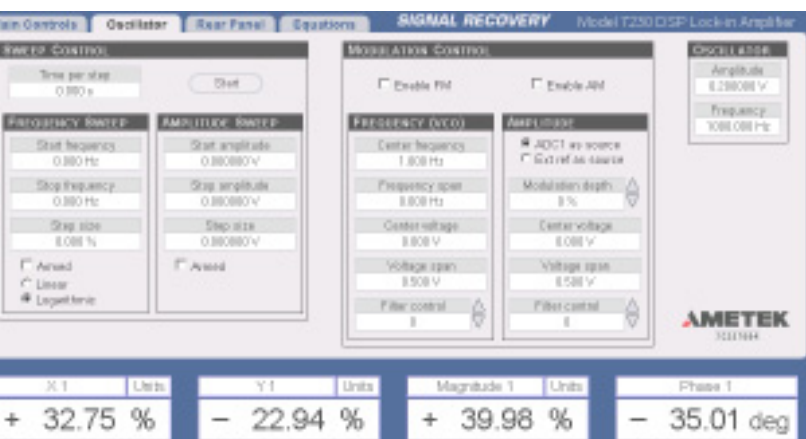 ain Controls Oscillator Rear Panel Equations SIGNAL RECOVERY Model 7230 DSP Lock-in Amplifier
SWEEP CONTROL
Time per step
0.000 s
Start
FREQUENCY SWEEP
Start frequency
0.000 Hz
Stop frequency
0.000 Hz
Step size
0.000 %
Armed
Linear
Logarithmic
AMPLITUDE SWEEP
Start amplitude
0.000000 V
Stop amplitude
0.000000 V
Step size
0.000000 V
Armed
MODULATION CONTROL
Enable FM
Enable AM
FREQUENCY (VCO)
Center frequency
1.000 Hz
Frequency span
0.000 Hz
Center voltage
0.000 V
Voltage span
0.500 V
Filter control
0
AMPLITUDE
ADC1 as source
Ext ref as source
Modulation depth
0 %
Center voltage
0.000 V
Voltage span
0.500 V
Filter control
OSCILLATOR
Amplitude
0.200000 V
Frequency
1000.000 Hz
AMETEK
X 1 Units
+ 32.75 %
Y 1 Units
– 22.94 %
Magnitude 1 Units
+ 39.98 %
Phase 1
– 35.01 deg